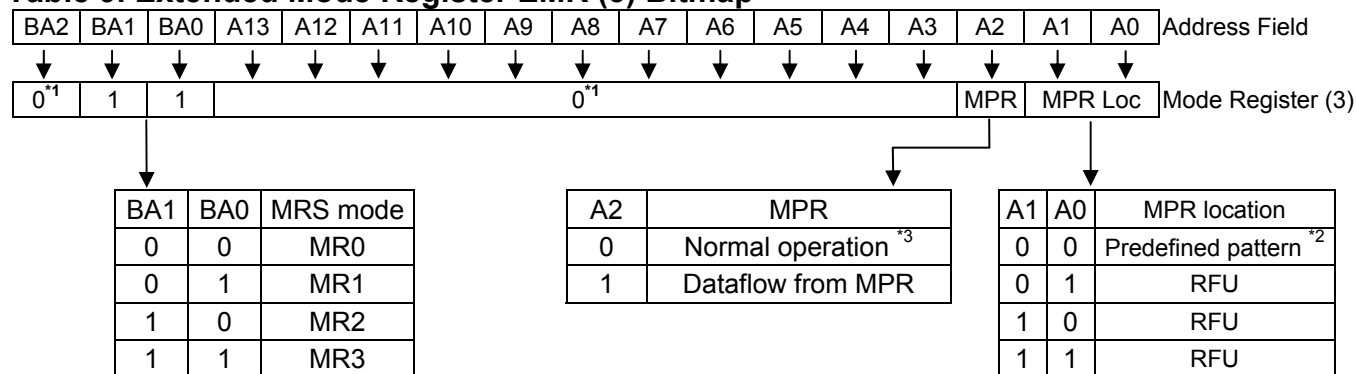 Table 9. Extended Mode Register EMR (3) Bitmap
BA2 BA1 BA0 A13 A12 A11 A10 A9 A8 A7 A6 A5 A4 A3 A2 A1 A0 Address Field
0*1 1 1 0*1 MPR MPR Loc Mode Register (3)
BA1 BA0 MRS mode
0 0 MR0
0 1 MR1
1 0 MR2
1 1 MR3
A2 MPR
0 Normal operation *3
1 Dataflow from MPR
A1 A0 MPR location
0 0 Predefined pattern *2
0 1 RFU
1 0 RFU
1 1 RFU